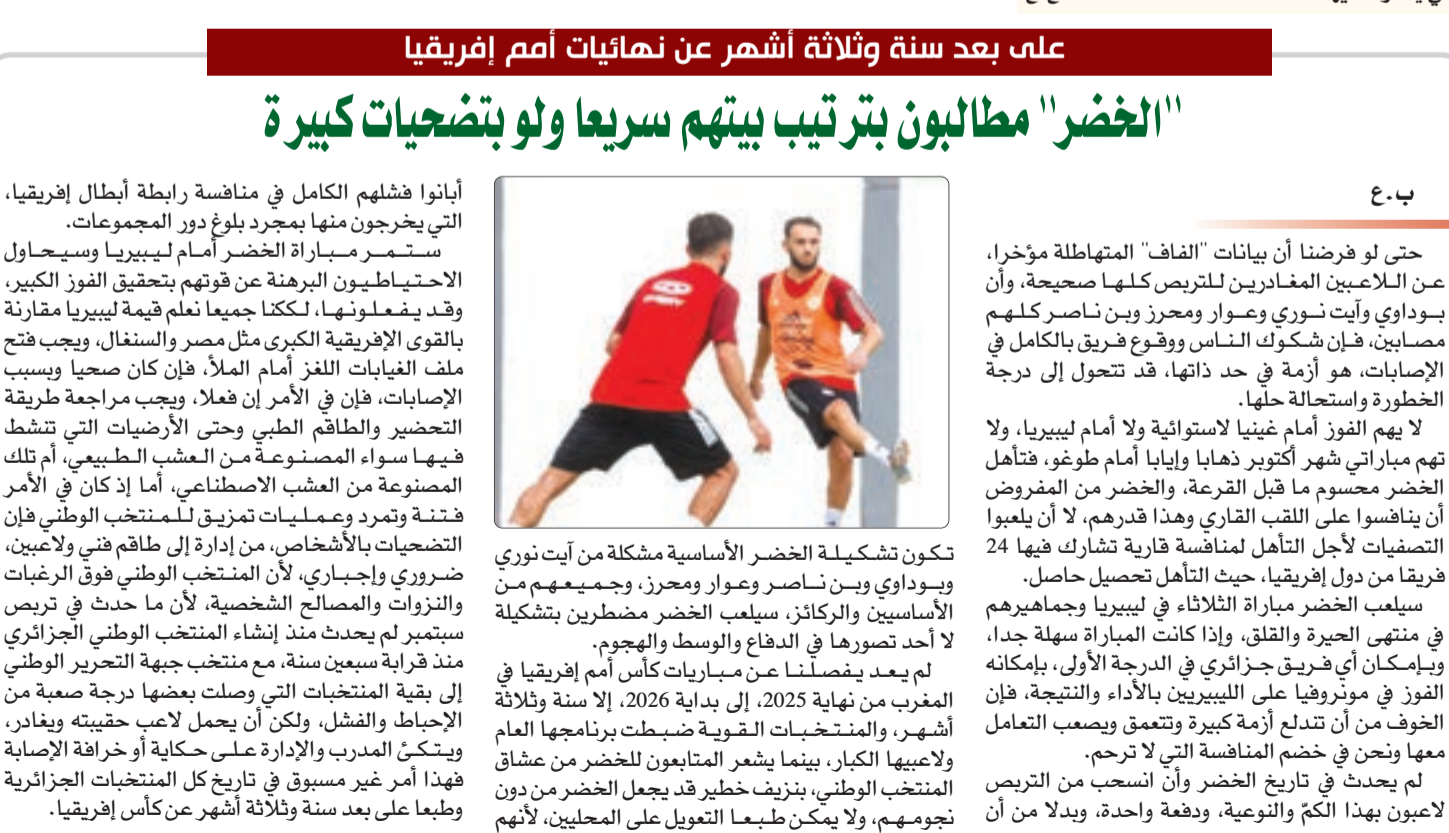 على بعد سنة وثلاثة أشهر عن نهائيات أمم إفريقيا
"الخضر" مطالبون بترتيب بيتهم سريعا ولو بتضحيات كبيرة
ب.ع
حتى لو فرضنا أن بيانات "الفاف" المتهاطلة مؤخرا،
عن اللاعبين المغادرين للتربص كلها صحيحة، وأن
بوداوي وآيت نوري وعوار ومحرز وبن ناصر كلهم
مصابين، فإن شكوك الناس ووقوع فريق بالكامل في
الإصابات، هو أزمة في حد ذاتها، قد تتحول إلى درجة
الخطورة واستحالة حلها.
لا يهم الفوز أمام غينيا لاستوائية ولا أمام ليبيريا، ولا
تهم مباراتي شهر أكتوبر ذهابا وإيابا أمام طوغو، فتأهل
الخضر محسوم ما قبل القرعة، والخضر من المفروض
أن ينافسوا على اللقب القاري وهذا قدرهم، لا أن يلعبوا
التصفيات لأجل التأهل لمنافسة قارية تشارك فيها 24
فريقا من دول إفريقيا، حيث التأهل تحصيل حاصل.
سيلعب الخضر مباراة الثلاثاء في ليبيريا وجماهيرهم
في منتهى الحيرة والقلق، وإذا كانت المباراة سهلة جدا،
وبإمكان أي فريق جزائري في الدرجة الأولى، بإمكانه
الفوز في مونروفيا على الليبيريين بالأداء والنتيجة، فإن
الخوف من أن تندلع أزمة كبيرة وتتعمق ويصعب التعامل
معها ونحن في خضم المنافسة التي لا ترحم.
لم يحدث في تاريخ الخضر وأن انسحب من التربص
لاعبون بهذا الكمّ والنوعية، ودفعة واحدة، وبدلا من أن
تكون تشكيلة الخضر الأساسية مشكلة من آيت نوري
وبوداوي وبن ناصر وعوار ومحرز، وجميعهم من
الأساسيين والركائز، سيلعب الخضر مضطرين بتشكيلة
لا أحد تصورها في الدفاع والوسط والهجوم.
لم يعد يفصلنا عن مباريات كأس أمم إفريقيا في
المغرب من نهاية 2025، إلى بداية 2026، إلا سنة وثلاثة
أشهر، والمنتخبات القوية ضبطت برنامجها العام
ولاعبيها الكبار، بينما يشعر المتابعون للخضر من عشاق
المنتخب الوطني، بنزيف خطير قد يجعل الخضر من دون
نجومهم، ولا يمكن طبعا التعويل على المحليين، لأنهم
أبانوا فشلهم الكامل في منافسة رابطة أبطال إفريقيا،
التي يخرجون منها بمجرد بلوغ دور المجموعات.
ستمر مباراة الخضر أمام ليبيريا وسيحاول
الاحتياطيون البرهنة عن قوتهم بتحقيق الفوز الكبير،
وقد يفعلونها، لككنا جميعا نعلم قيمة ليبيريا مقارنة
بالقوى الإفريقية الكبرى مثل مصر والسنغال، ويجب فتح
ملف الغيابات اللغز أمام الملأ، فإن كان صحيا وبسبب
الإصابات، فإن في الأمر إن فعلا، ويجب مراجعة طريقة
التحضير والطاقم الطبي وحتى الأرضيات التي تنشط
فيها سواء المصنوعة من العشب الطبيعي، أم تلك
المصنوعة من العشب الاصطناعي، أما إذ كان في الأمر
فتنة وتمرد وعمليات تمزيق للمنتخب الوطني فإن
التضحيات بالأشخاص، من إدارة إلى طاقم فني ولاعبين،
ضروري وإجباري، لأن المنتخب الوطني فوق الرغبات
والنزوات والمصالح الشخصية، لأن ما حدث في تربص
سبتمبر لم يحدث منذ إنشاء المنتخب الوطني الجزائري
منذ قرابة سبعين سنة، مع منتخب جبهة التحرير الوطني
إلى بقية المنتخبات التي وصلت بعضها درجة صعبة من
الإحباط والفشل، ولكن أن يحمل لاعب حقيبته ويغادر،
ويتكئ المدرب والإدارة على حكاية أو خرافة الإصابة
فهذا أمر غير مسبوق في تاريخ كل المنتخبات الجزائرية
وطبعا على بعد سنة وثلاثة أشهر عن كأس إفريقيا.